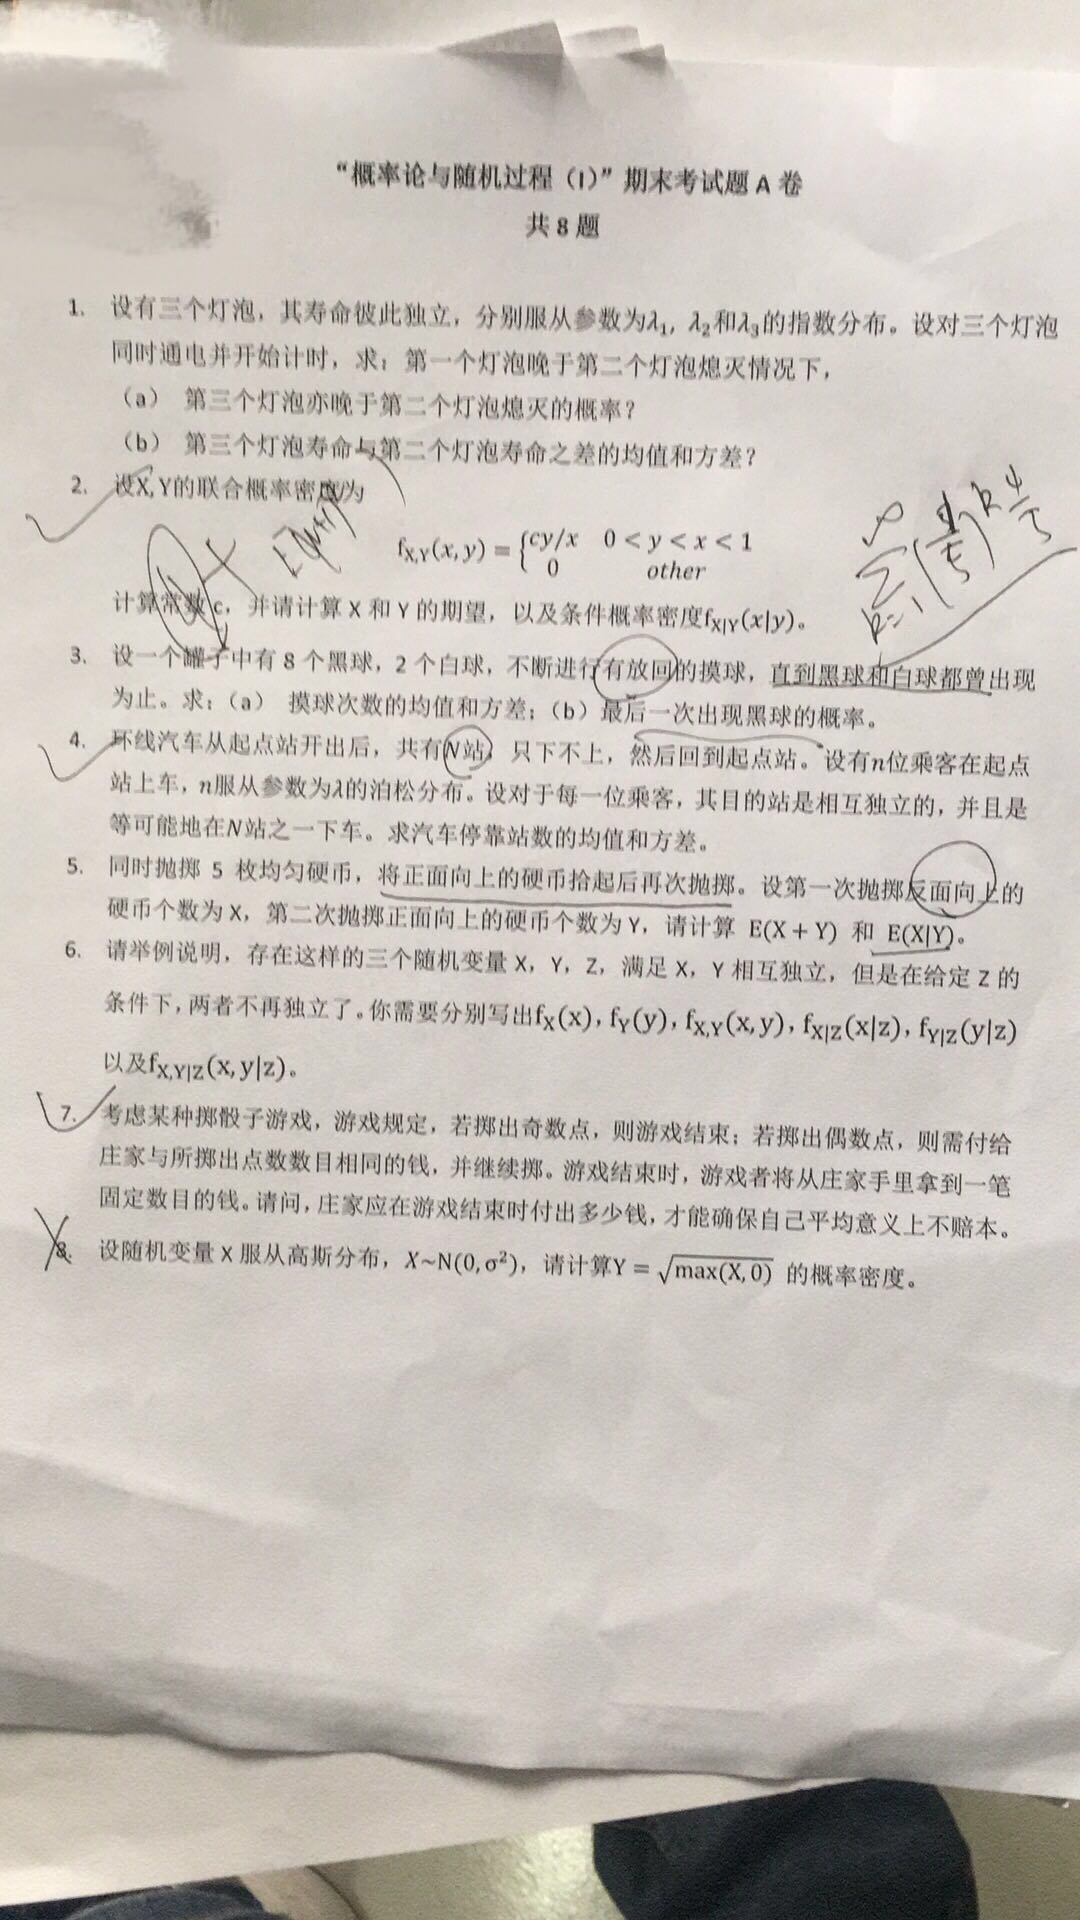 “概率论与随机过程（I）”期末考试题 A 卷
共 8 题
1. 设有三个灯泡，其寿命彼此独立，分别服从参数为λ₁，λ₂和λ₃的指数分布。设对三个灯泡
同时通电并开始计时，求：第一个灯泡晚于第二个灯泡熄灭情况下，
（a） 第三个灯泡亦晚于第二个灯泡熄灭的概率？
（b） 第三个灯泡寿命与第二个灯泡寿命之差的均值和方差？
2. 设X, Y的联合概率密度为
f_{X,Y}(x, y) = { cy/x 0 < y < x < 1
0 other
计算常数 c，并请计算 X 和 Y 的期望，以及条件概率密度f_{X|Y}(x|y)。
3. 设一个罐子中有 8 个黑球，2 个白球，不断进行有放回的摸球，直到黑球和白球都曾出现
为止。求：（a） 摸球次数的均值和方差；（b）最后一次出现黑球的概率。
4. 环线汽车从起点站开出后，共有N站，只下不上，然后回到起点站。设有n位乘客在起点
站上车，n服从参数为λ的泊松分布。设对于每一位乘客，其目的站是相互独立的，并且是
等可能地在N站之一下车。求汽车停靠站数的均值和方差。
5. 同时抛掷 5 枚均匀硬币，将正面向上的硬币拾起后再次抛掷。设第一次抛掷反面向上的
硬币个数为 X，第二次抛掷正面向上的硬币个数为 Y，请计算 E(X + Y) 和 E(X|Y)。
6. 请举例说明，存在这样的三个随机变量 X，Y，Z，满足 X，Y 相互独立，但是在给定 Z 的
条件下，两者不再独立了。你需要分别写出f_X(x), f_Y(y), f_{X,Y}(x, y), f_{X|Z}(x|z), f_{Y|Z}(y|z)
以及f_{X,Y|Z}(x, y|z)。
7. 考虑某种掷骰子游戏，游戏规定，若掷出奇数点，则游戏结束；若掷出偶数点，则需付给
庄家与所掷出点数数目相同的钱，并继续掷。游戏结束时，游戏者将从庄家手里拿到一笔
固定数目的钱。请问，庄家应在游戏结束时付出多少钱，才能确保自己平均意义上不赔本。
8. 设随机变量 X 服从高斯分布，X~N(0, σ²)，请计算Y = √max(X, 0) 的概率密度。